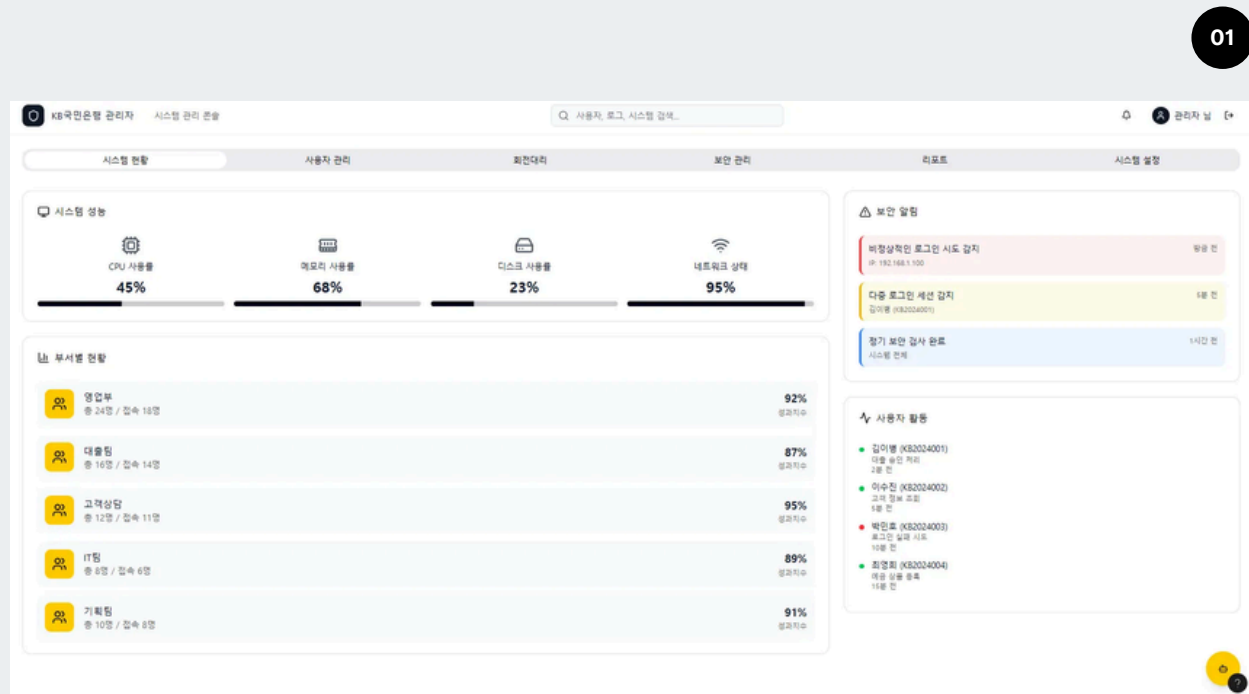 01
KB국민은행 관리자
시스템 관리 콘솔
사용자, 로그, 시스템 검색...
관리자 님
시스템 현황
사용자 관리
회전대리
보안 관리
리포트
시스템 설정
시스템 성능
CPU 사용률
메모리 사용률
디스크 사용률
네트워크 상태
45%
68%
23%
95%
부서별 현황
영업부
총 24명 / 접속 18명
92%
성과지수
대출팀
총 16명 / 접속 14명
87%
성과지수
고객상담
총 12명 / 접속 11명
95%
성과지수
IT팀
총 8명 / 접속 6명
89%
성과지수
기획팀
총 10명 / 접속 8명
91%
성과지수
보안 알림
비정상적인 로그인 시도 감지
방금 전
IP: 192.168.1.100
다중 로그인 세션 감지
5분 전
김이병 (KB2024001)
정기 보안 검사 완료
1시간 전
시스템 전체
사용자 활동
김이병 (KB2024001)
대출 승인 처리
2분 전
이수진 (KB2024002)
고객 정보 조회
5분 전
박민호 (KB2024003)
로그인 실패 시도
10분 전
최영희 (KB2024004)
예금 상품 등록
15분 전
?